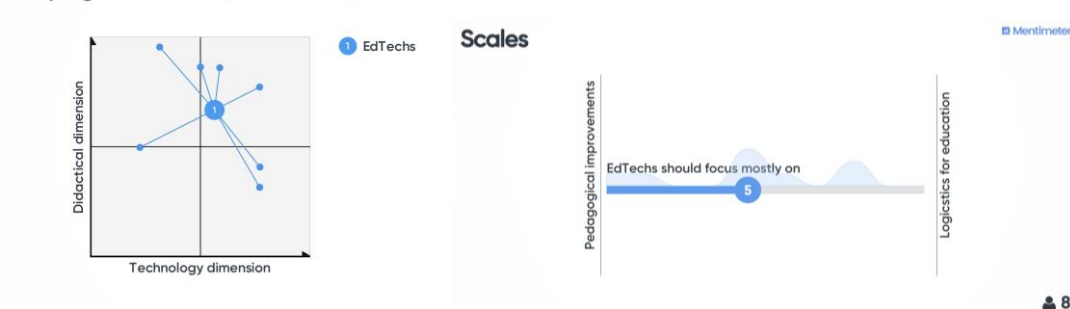 Didactical dimension
1
1 EdTechs
Technology dimension
Scales
Mentimeter
Pedagogical improvements
EdTechs should focus mostly on
5
Logicstics for education
8